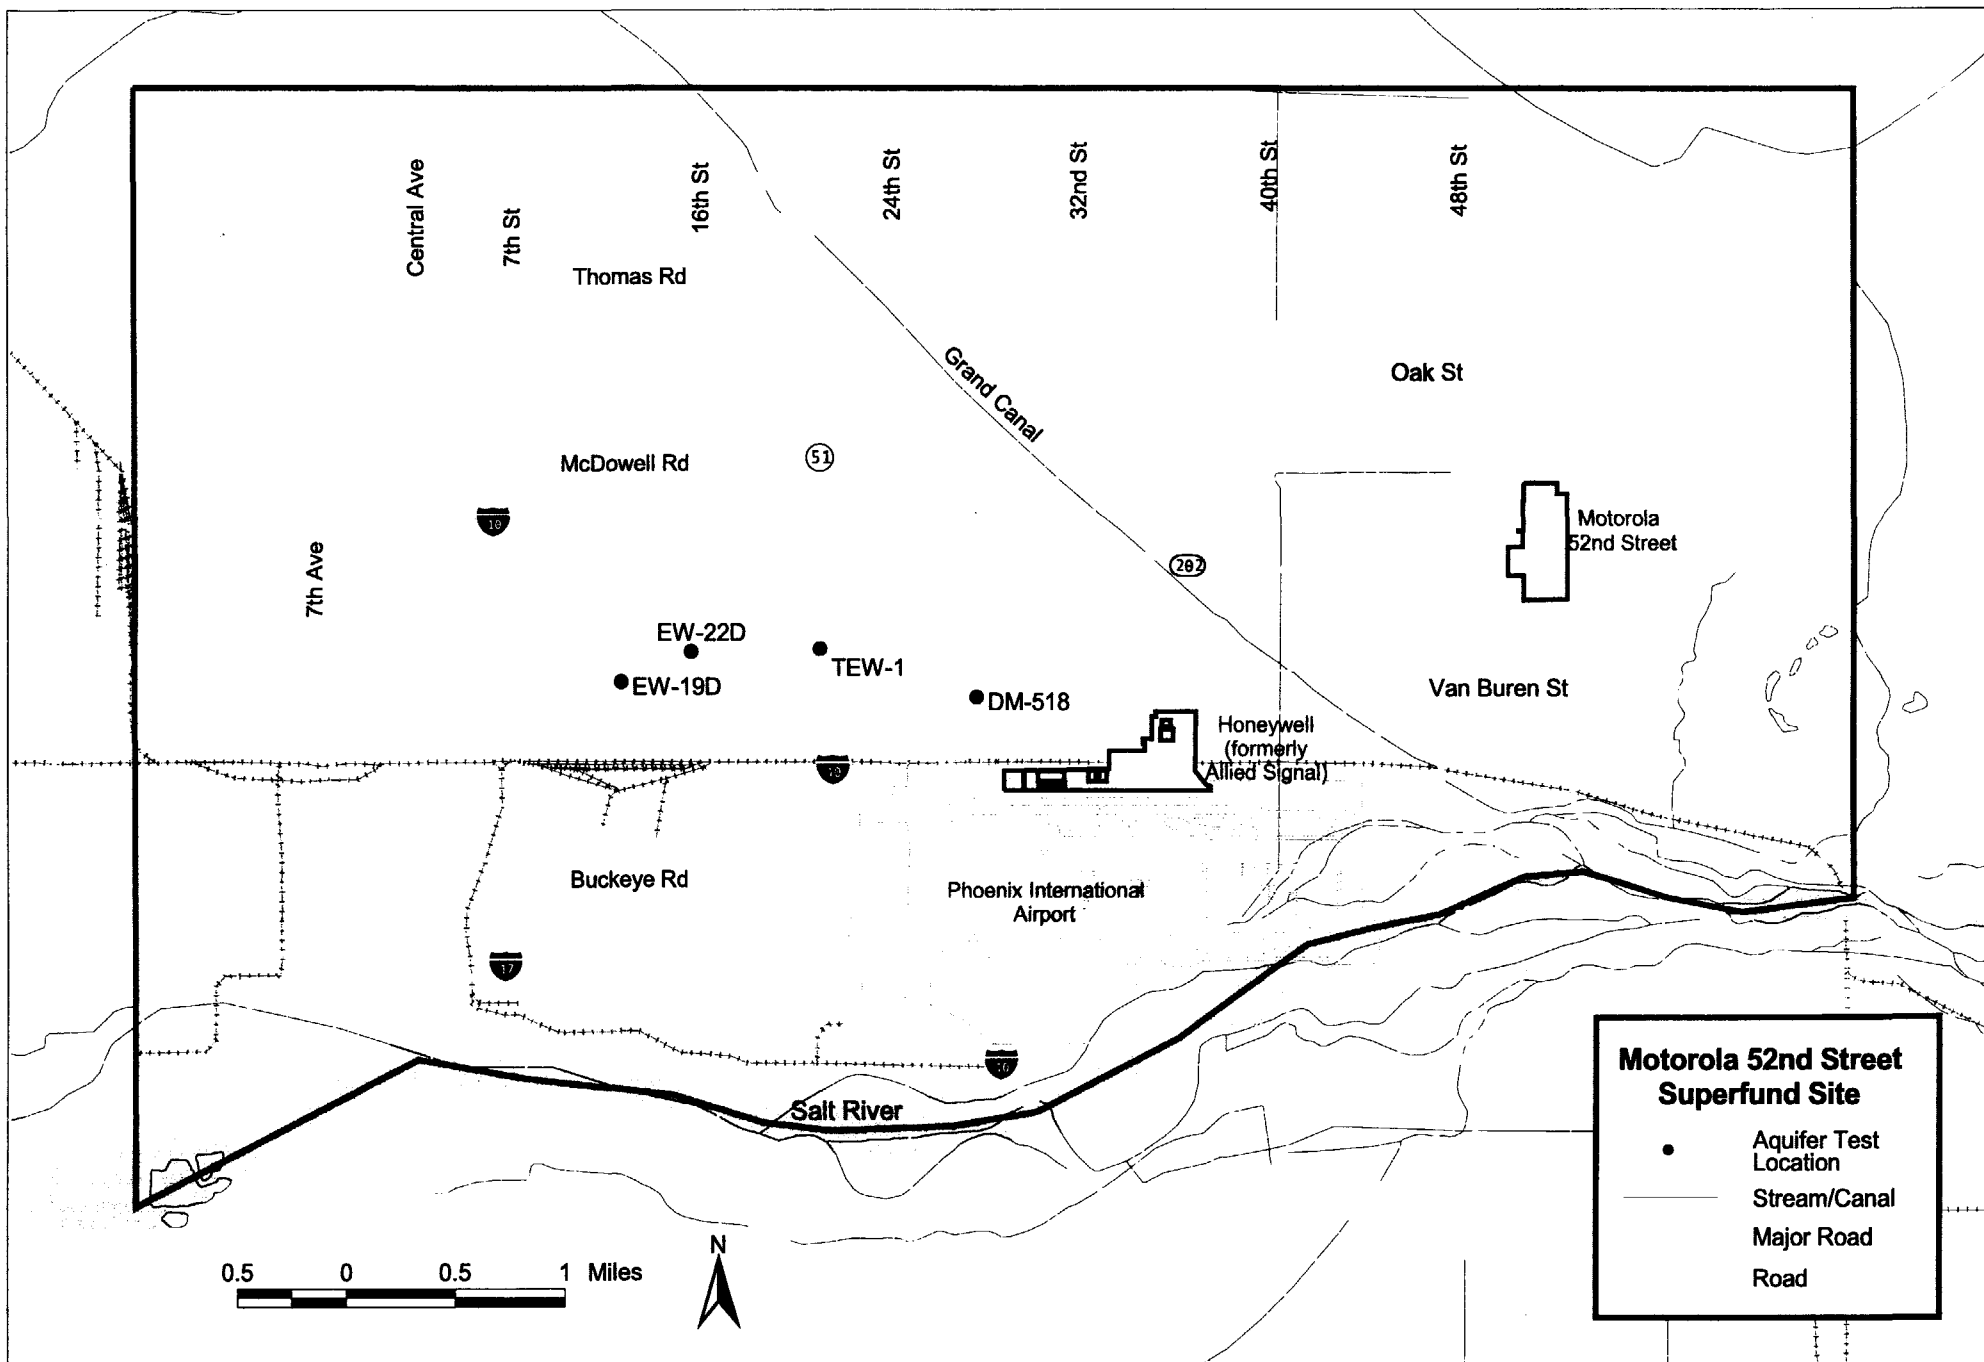 Central Ave
7th St
16th St
24th St
32nd St
40th St
48th St
Thomas Rd
Grand Canal
Oak St
McDowell Rd
51
10
Motorola
52nd Street
7th Ave
202
EW-22D
TEW-1
EW-19D
DM-518
Van Buren St
Honeywell
(formerly
Allied Signal)
10
Buckeye Rd
Phoenix International
Airport
17
10
Salt River
Motorola 52nd Street
Superfund Site
Aquifer Test
Location
Stream/Canal
Major Road
Road
N
0.5 0 0.5 1 Miles